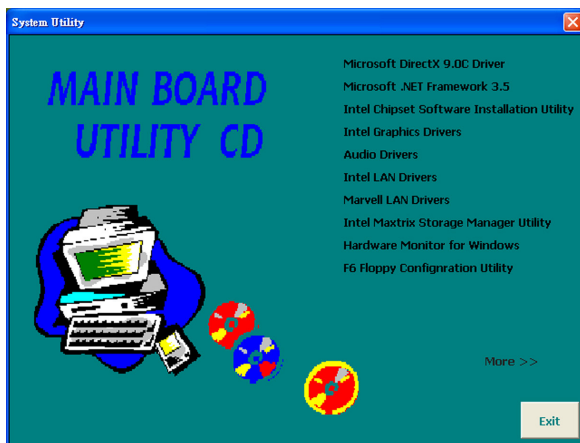 System Utility
MAIN BOARD
UTILITY CD
Microsoft DirectX 9.0C Driver
Microsoft .NET Framework 3.5
Intel Chipset Software Installation Utility
Intel Graphics Drivers
Audio Drivers
Intel LAN Drivers
Marvell LAN Drivers
Intel Maxtrix Storage Manager Utility
Hardware Monitor for Windows
F6 Floppy Confignration Utility
More >>
Exit